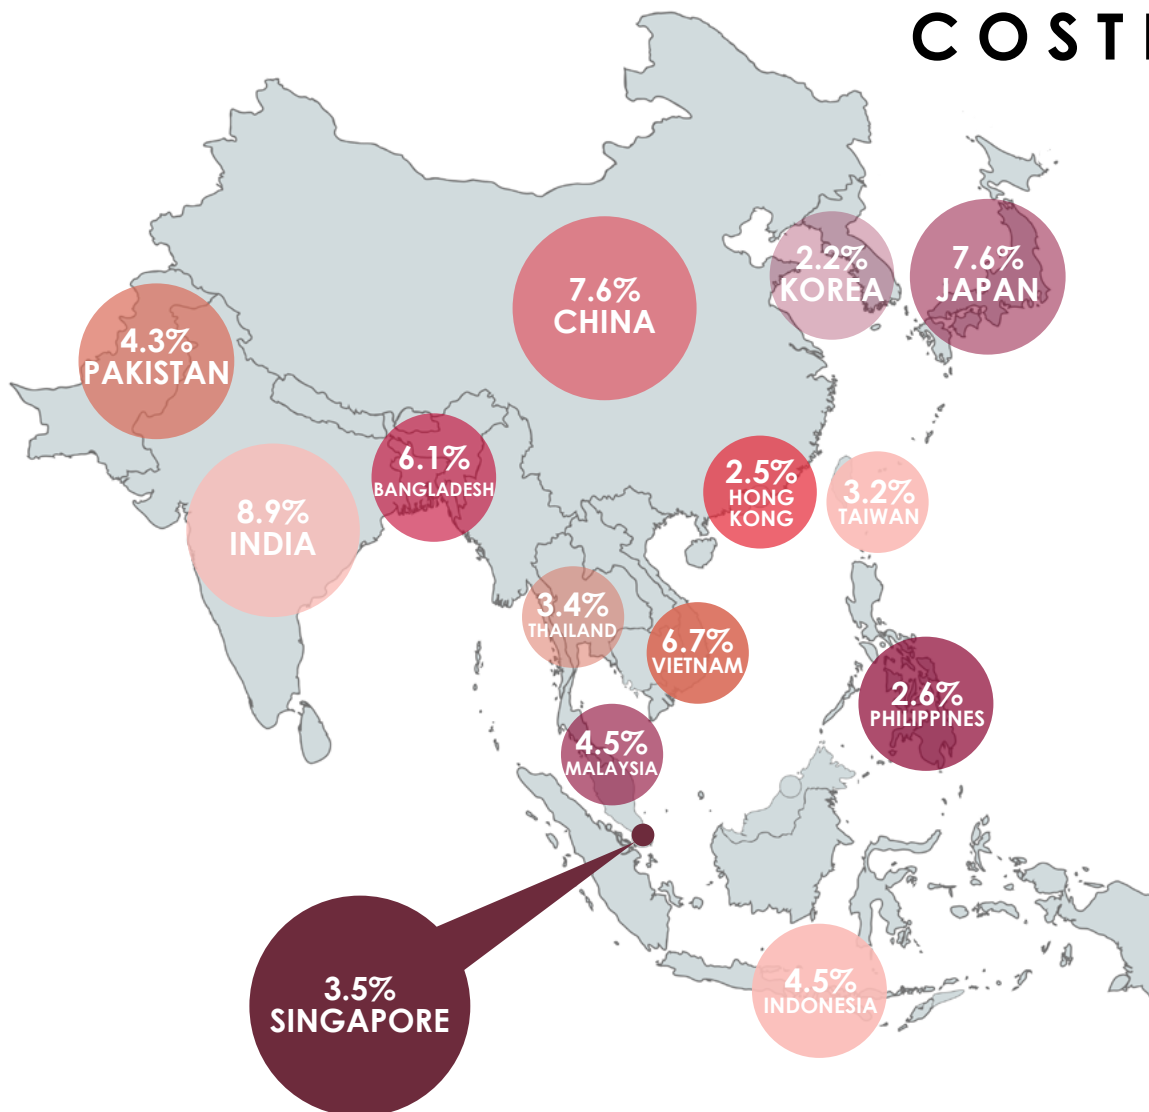 COST
2.2%
KOREA
7.6%
JAPAN
7.6%
CHINA
4.3%
PAKISTAN
6.1%
BANGLADESH
2.5%
HONG
KONG
3.2%
TAIWAN
8.9%
INDIA
3.4%
THAILAND
6.7%
VIETNAM
2.6%
PHILIPPINES
4.5%
MALAYSIA
3.5%
SINGAPORE
4.5%
INDONESIA